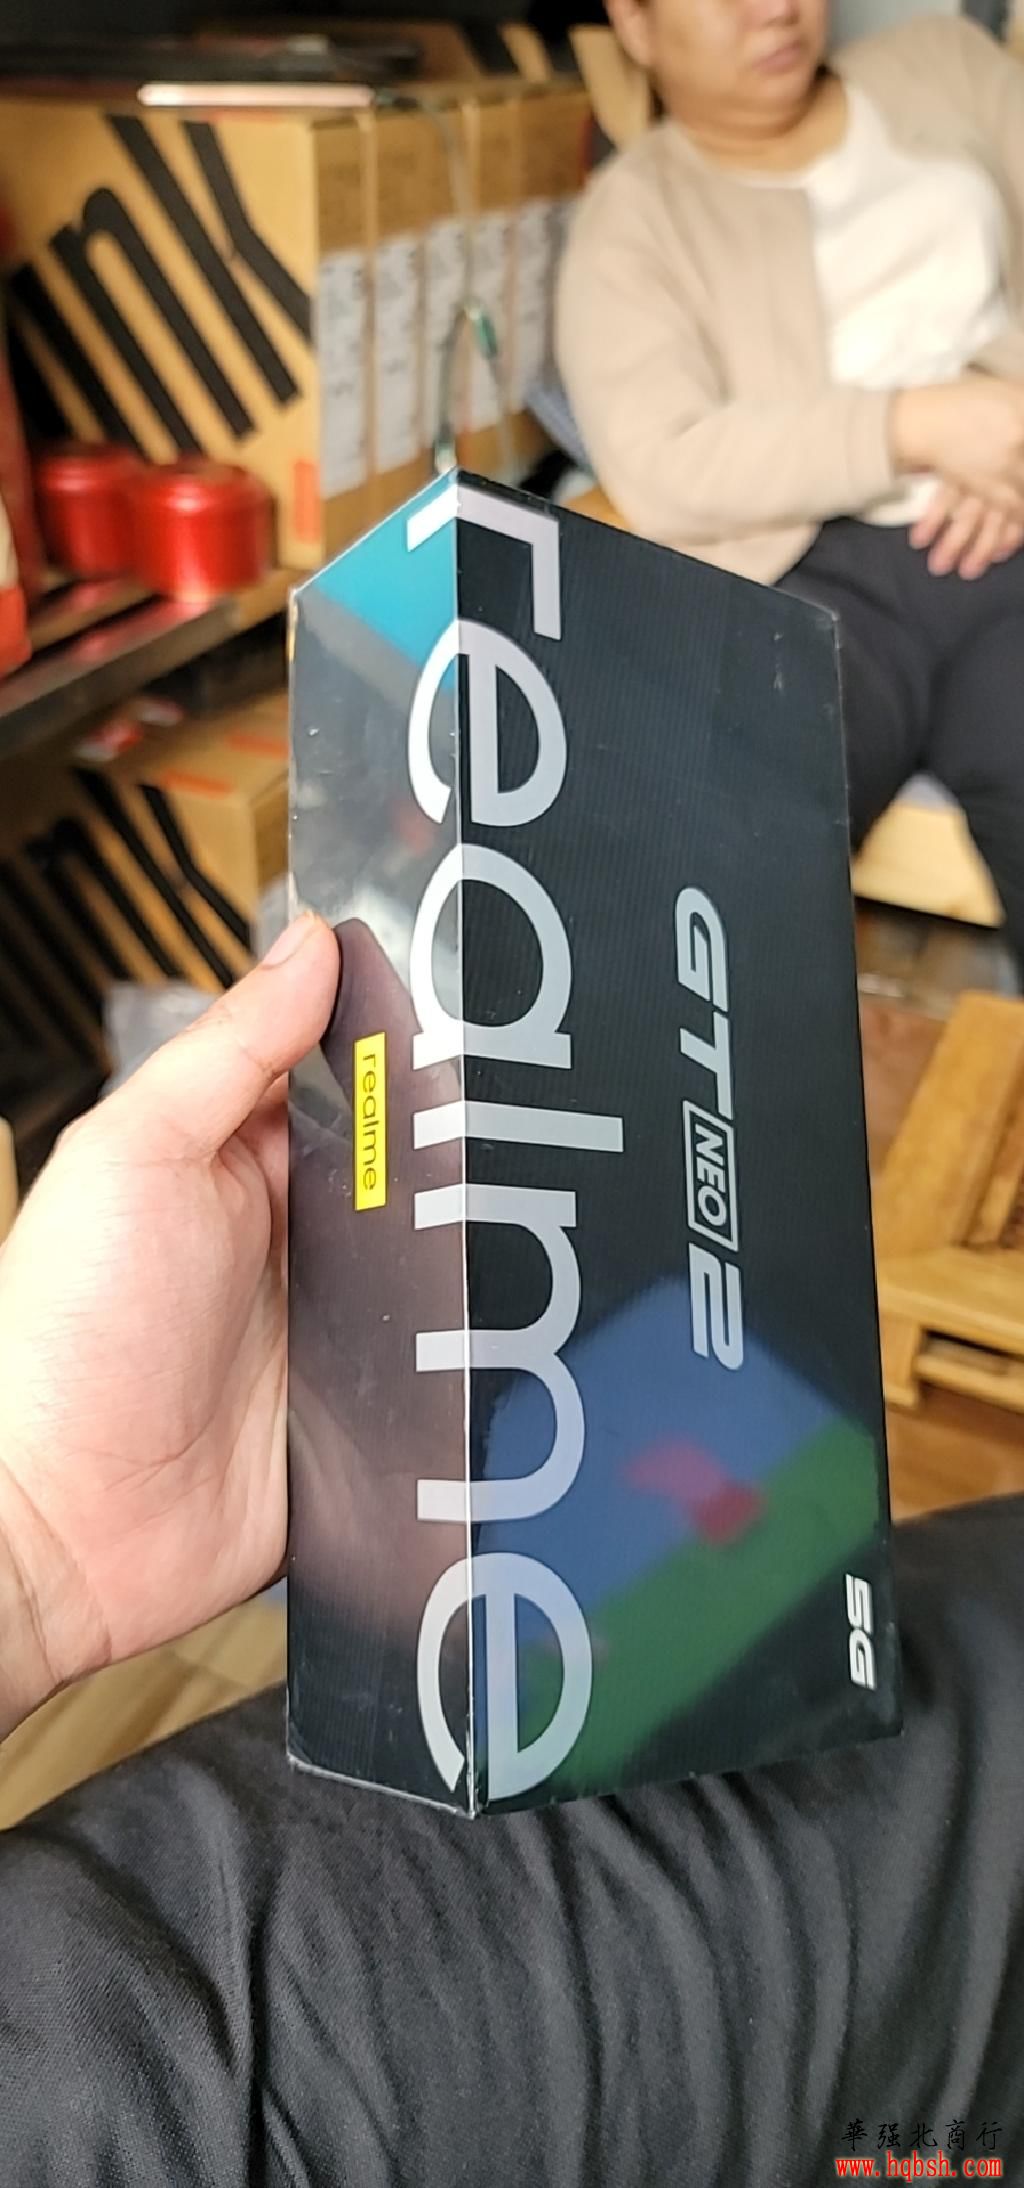 realme
GT NEO 2
5G
realme
華强北商行
www.hqbsh.com